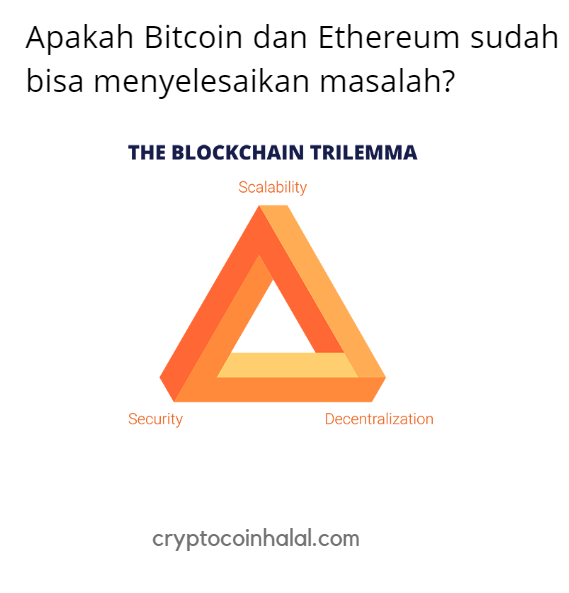 Apakah Bitcoin dan Ethereum sudah
bisa menyelesaikan masalah?
THE BLOCKCHAIN TRILEMMA
Scalability
Security
Decentralization
cryptocoinhalal.com